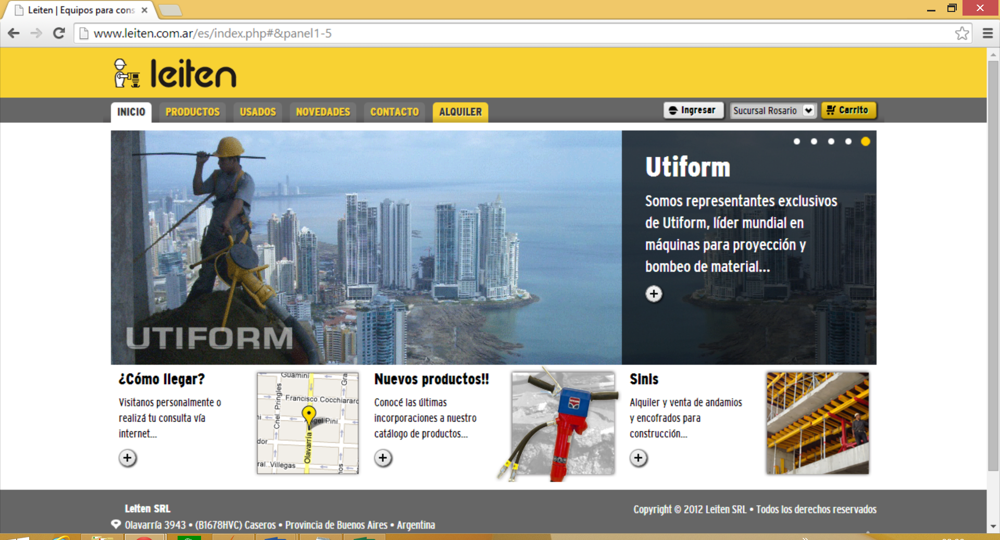 Leiten | Equipos para cons
www.leiten.com.ar/es/index.php#&panel1-5
leiten
INICIO
PRODUCTOS
USADOS
NOVEDADES
CONTACTO
ALQUILER
Ingresar
Sucursal Rosario
Carrito
Utiform
Somos representantes exclusivos
de Utiform, líder mundial en
máquinas para proyección y
bombeo de material...
UTIFORM
¿Cómo llegar?
Visitanos personalmente o
realizá tu consulta vía
internet...
Guamini
Gra
Cnel. Pringles
Francisco Cocchiararo
ngel Pini
Olavarría
dor
ral. Villegas
nos
Nuevos productos!!
Conocé las últimas
incorporaciones a nuestro
catálogo de productos...
Sinis
Alquiler y venta de andamios
y encofrados para
construcción...
Leiten SRL
Olavarría 3943 • (B1678HVC) Caseros • Provincia de Buenos Aires • Argentina
Copyright © 2012 Leiten SRL • Todos los derechos reservados